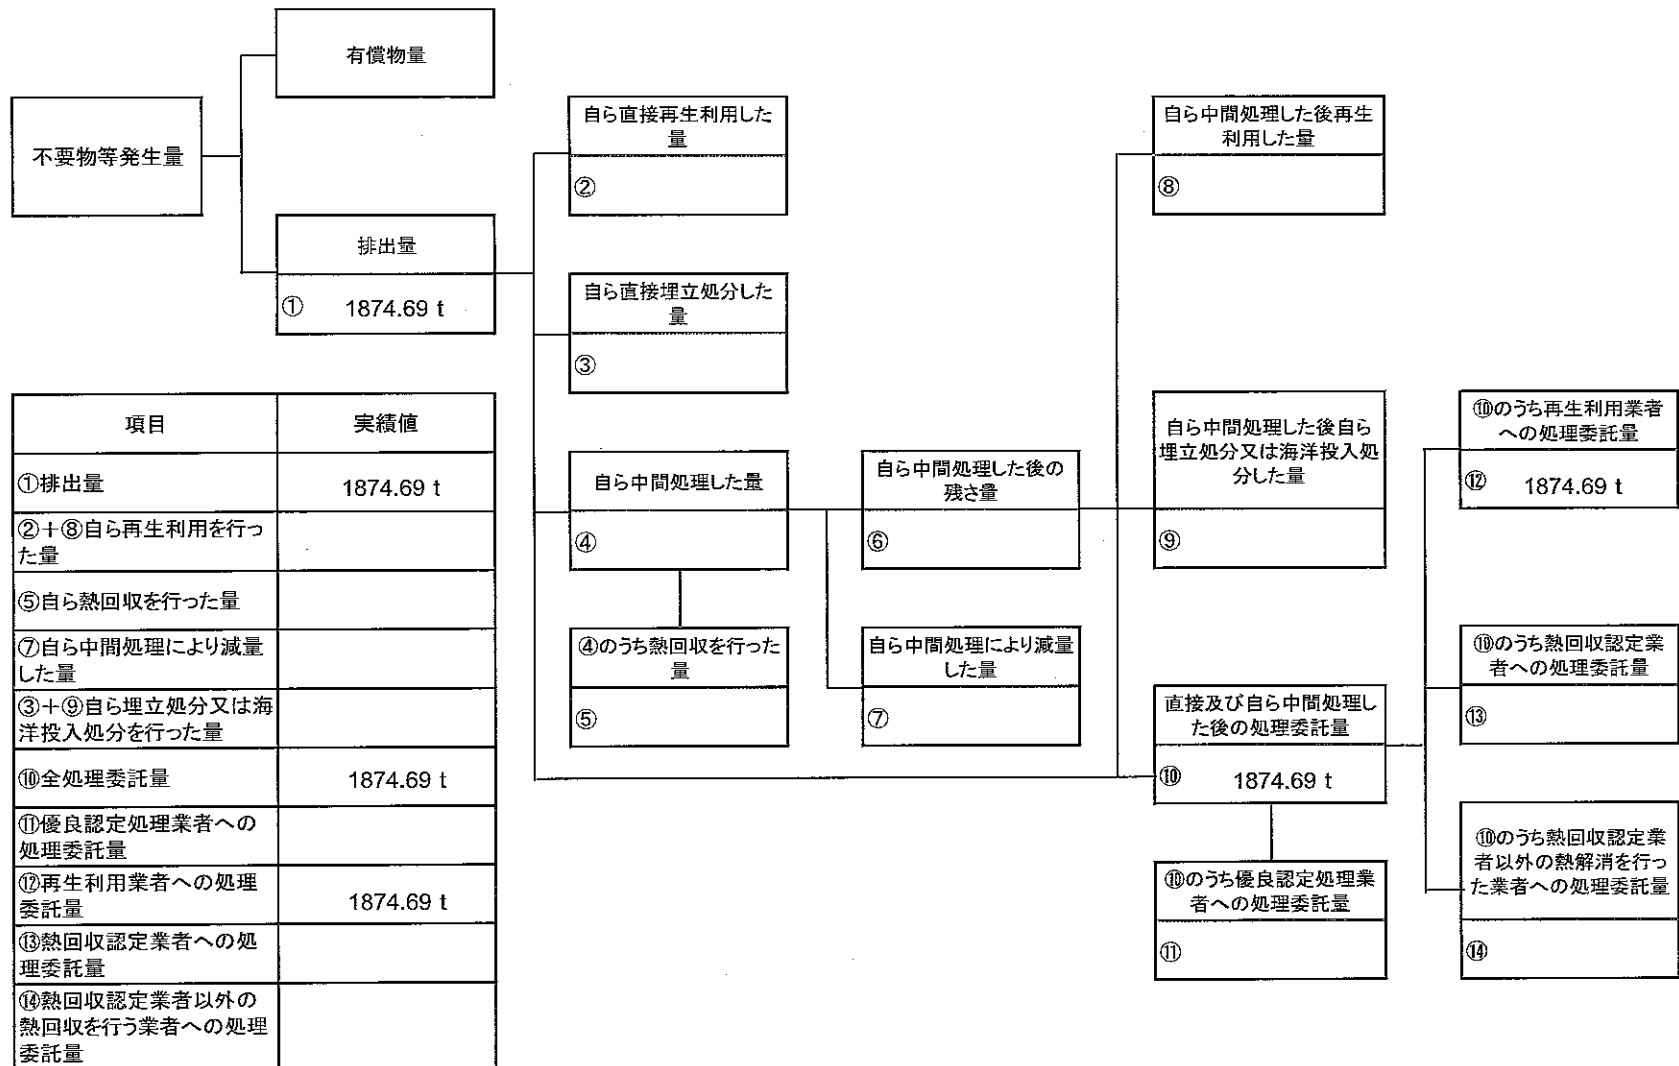 有償物量
不要物等発生量
排出量
① 1874.69 t
自ら直接再生利用した
量
②
自ら直接埋立処分した
量
③
自ら中間処理した量
④
④のうち熱回収を行った
量
⑤
自ら中間処理した後の
残さ量
⑥
自ら中間処理により減量
した量
⑦
自ら中間処理した後再生
利用した量
⑧
自ら中間処理した後自ら
埋立処分又は海洋投入処
分した量
⑨
直接及び自ら中間処理し
た後の処理委託量
⑩ 1874.69 t
⑩のうち優良認定処理業
者への処理委託量
⑪
⑩のうち再生利用業者
への処理委託量
⑫ 1874.69 t
⑩のうち熱回収認定業
者への処理委託量
⑬
⑩のうち熱回収認定業
者以外の熱解消を行っ
た業者への処理委託量
⑭
項目 実績値
①排出量 1874.69 t
②＋⑧自ら再生利用を行っ
た量
⑤自ら熱回収を行った量
⑦自ら中間処理により減量
した量
③＋⑨自ら埋立処分又は海
洋投入処分を行った量
⑩全処理委託量 1874.69 t
⑪優良認定処理業者への
処理委託量
⑫再生利用業者への処理
委託量 1874.69 t
⑬熱回収認定業者への処
理委託量
⑭熱回収認定業者以外の
熱回収を行う業者への処理
委託量